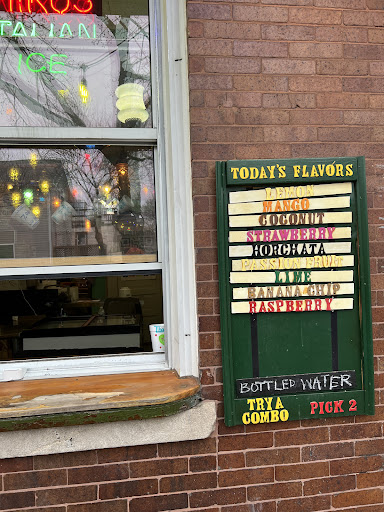 ITALIAN
ICE
TODAY'S FLAVORS
LEMON
MANGO
COCONUT
STRAWBERRY
HORCHATA
PASSION FRUIT
LIME
BANANA CHIP
RASPBERRY
BOTTLED WATER
TRY A
COMBO
PICK 2